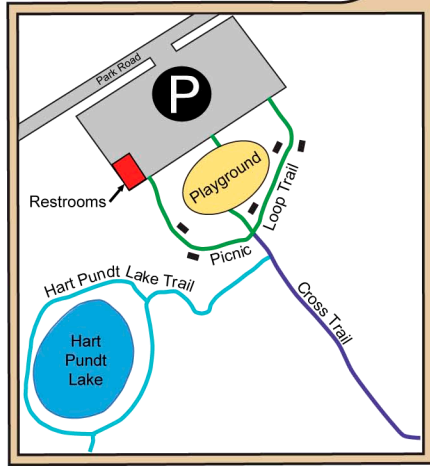 Park Road
P
Playground
Restrooms
Loop Trail
Picnic
Hart Pundt Lake Trail
Cross Trail
Hart
Pundt
Lake